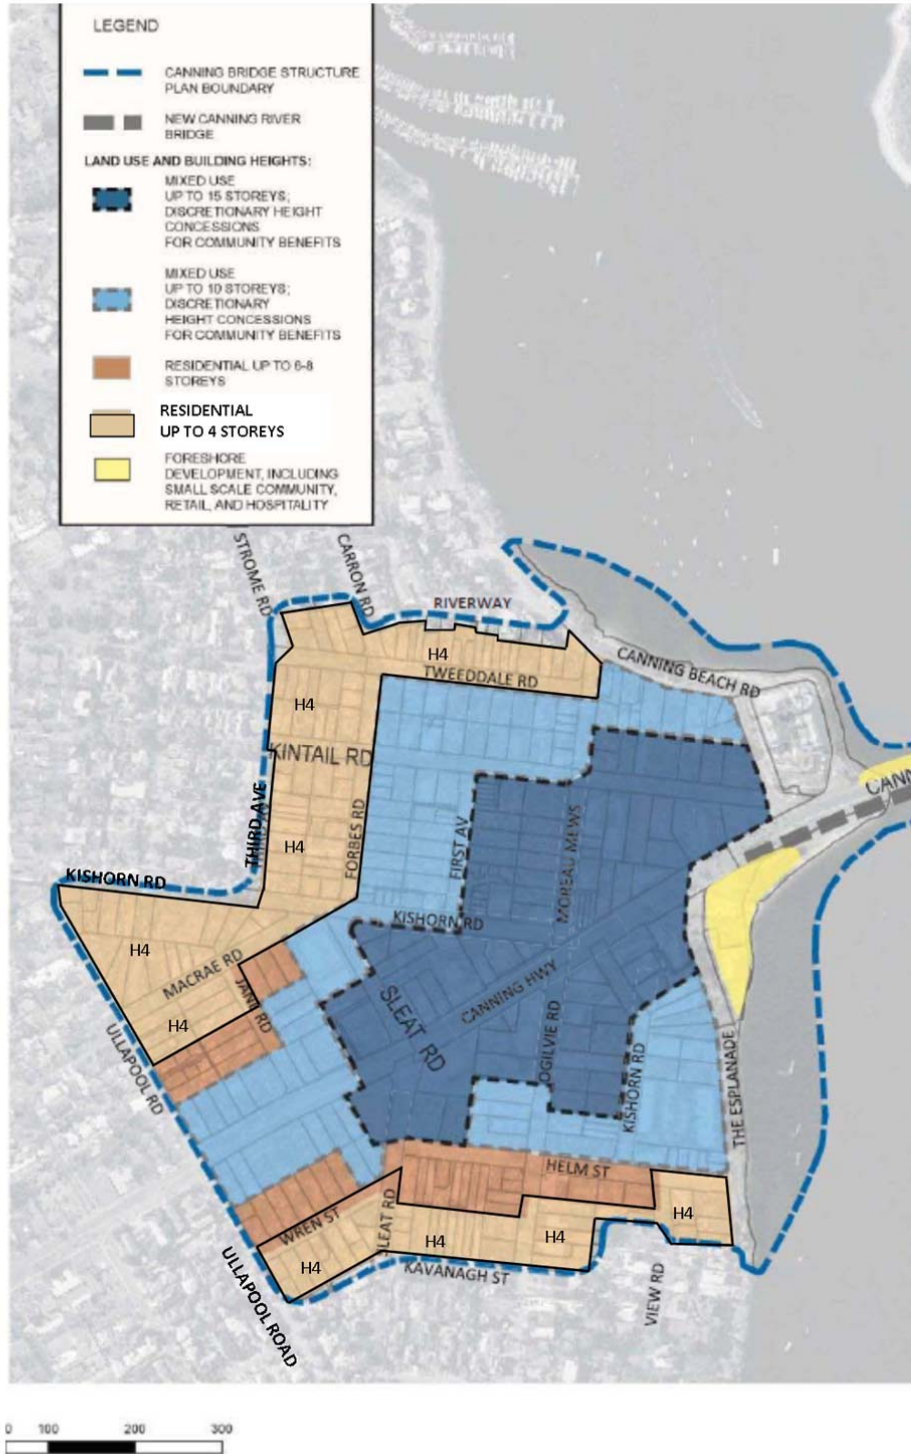 LEGEND
CANNING BRIDGE STRUCTURE
PLAN BOUNDARY
NEW CANNING RIVER
BRIDGE
LAND USE AND BUILDING HEIGHTS:
MIXED USE
UP TO 15 STOREYS;
DISCRETIONARY HEIGHT
CONCESSIONS
FOR COMMUNITY BENEFITS
MIXED USE
UP TO 10 STOREYS;
DISCRETIONARY
HEIGHT CONCESSIONS
FOR COMMUNITY BENEFITS
RESIDENTIAL UP TO 6-8
STOREYS
RESIDENTIAL
UP TO 4 STOREYS
FORESHORE
DEVELOPMENT, INCLUDING
SMALL SCALE COMMUNITY,
RETAIL, AND HOSPITALITY
STROME RD
CARRON RD
RIVERWAY
H4
TWEEDDALE RD
CANNING BEACH RD
H4
KINTAIL RD
CANN
THIRD AVE
H4
FORBES RD
FIRST AV
MOREAU MEWS
KISHORN RD
KISHORN RD
H4
MACRAE RD
CANNING HWY
SLEAT RD
H4
ULLAPOOL RD
OGILVIE RD
KISHORN RD
THE ESPLANADE
HELM ST
WREN ST
SLEAT RD
H4
H4
H4
H4
KAVANAGH ST
VIEW RD
ULLAPOOL ROAD
0 100 200 300